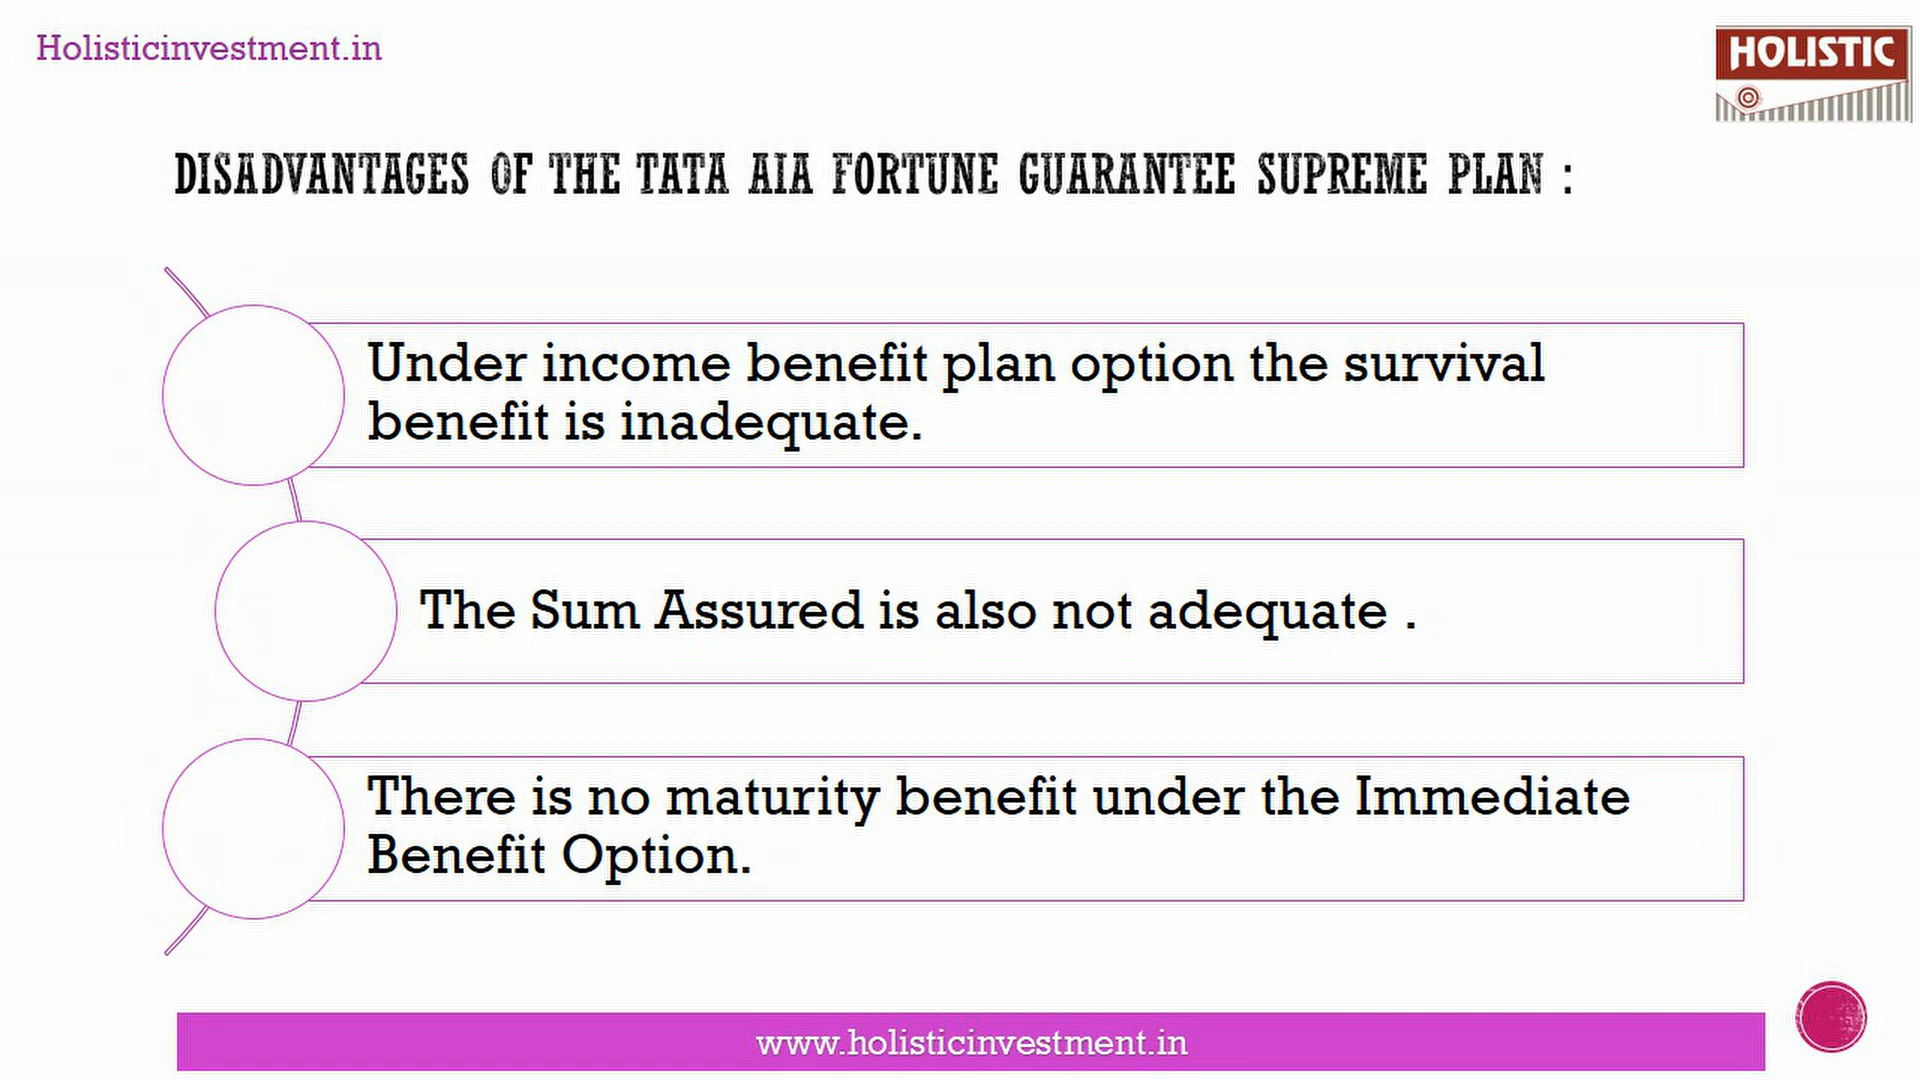 Holisticinvestment.in
HOLISTIC
DISADVANTAGES OF THE TATA AIA FORTUNE GUARANTEE SUPREME PLAN :
Under income benefit plan option the survival
benefit is inadequate.
The Sum Assured is also not adequate .
There is no maturity benefit under the Immediate
Benefit Option.
www.holisticinvestment.in